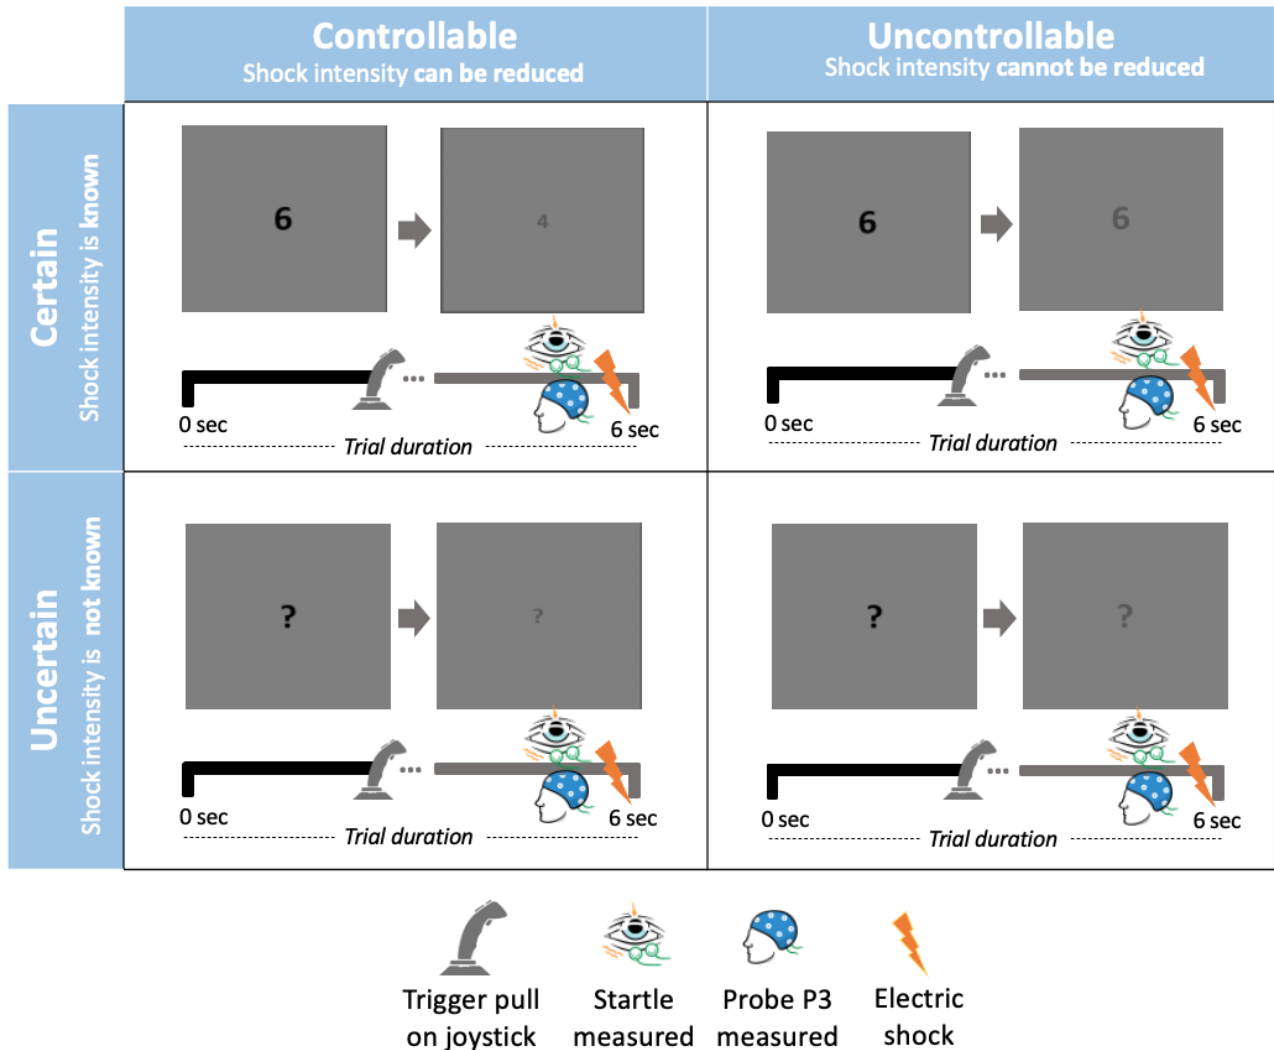 Controllable
Shock intensity can be reduced
Uncontrollable
Shock intensity cannot be reduced
Certain
Shock intensity is known
6
4
0 sec
6 sec
Trial duration
6
6
0 sec
6 sec
Trial duration
Uncertain
Shock intensity is not known
?
?
0 sec
6 sec
Trial duration
?
?
0 sec
6 sec
Trial duration
Trigger pull
on joystick
Startle
measured
Probe P3
measured
Electric
shock